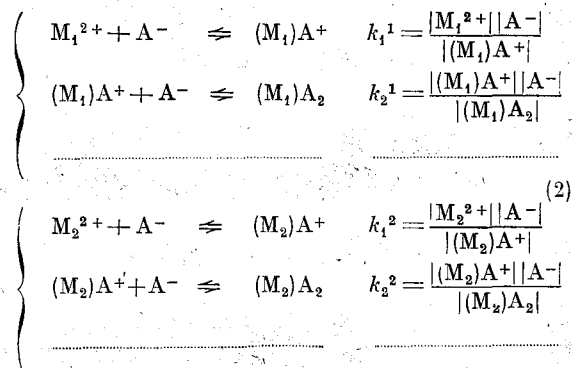 M₁²⁺ + A⁻ ⇋ (M₁)A⁺ k₁¹ = |M₁²⁺||A⁻| / |(M₁)A⁺|
(M₁)A⁺ + A⁻ ⇋ (M₁)A₂ k₂¹ = |(M₁)A⁺||A⁻| / |(M₁)A₂|
(2)
M₂²⁺ + A⁻ ⇋ (M₂)A⁺ k₁² = |M₂²⁺||A⁻| / |(M₂)A⁺|
(M₂)A⁺ + A⁻ ⇋ (M₂)A₂ k₂² = |(M₂)A⁺||A⁻| / |(M₂)A₂|